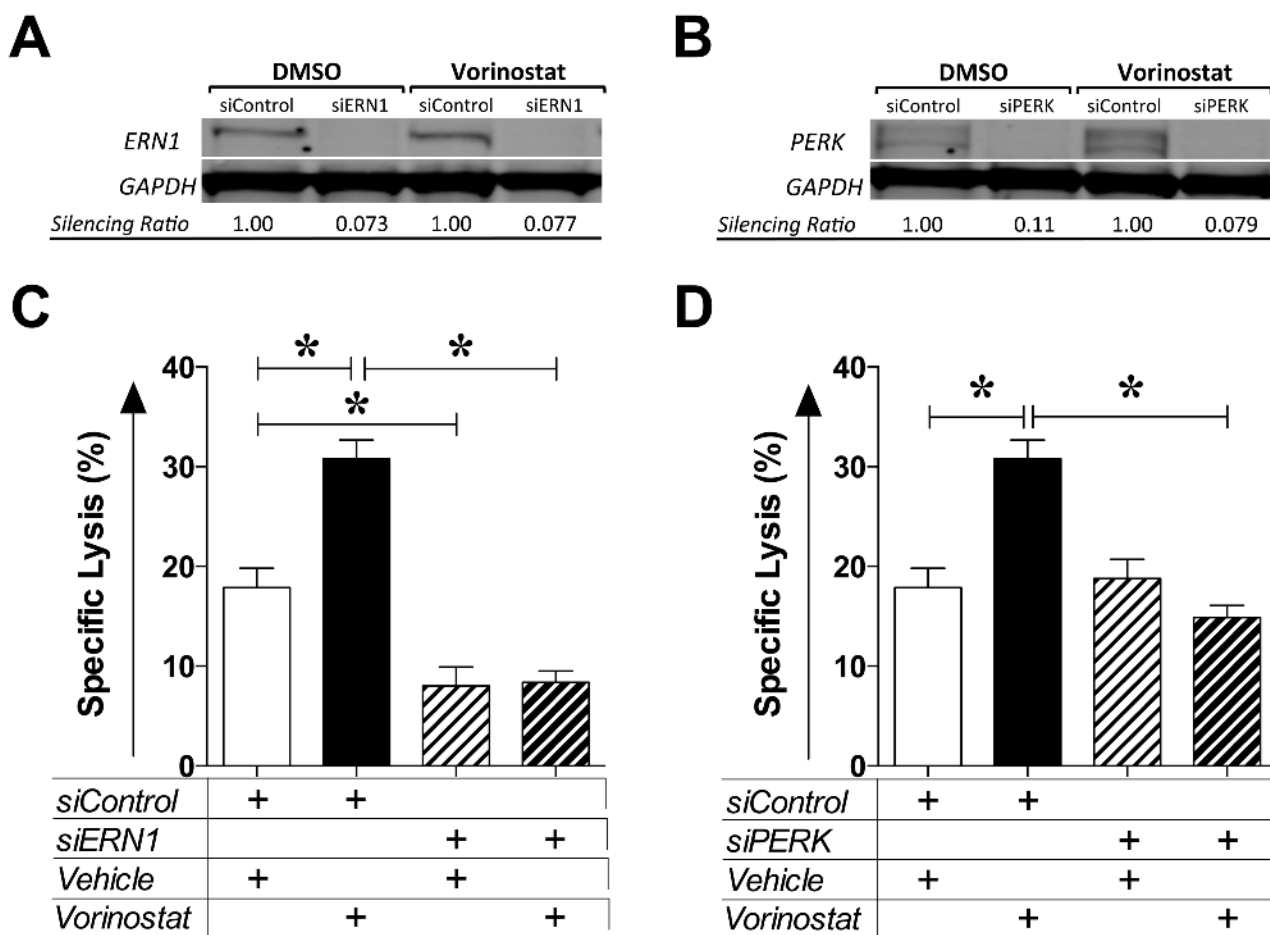 A
B
DMSO Vorinostat
siControl siERN1 siControl siERN1
ERN1
GAPDH
Silencing Ratio 1.00 0.073 1.00 0.077
DMSO Vorinostat
siControl siPERK siControl siPERK
PERK
GAPDH
Silencing Ratio 1.00 0.11 1.00 0.079
C
D
Specific Lysis (%)
40
30
20
10
0
* *
*
siControl + +
siERN1 + +
Vehicle + +
Vorinostat + +
Specific Lysis (%)
40
30
20
10
0
* *
siControl + +
siPERK + +
Vehicle + +
Vorinostat + +